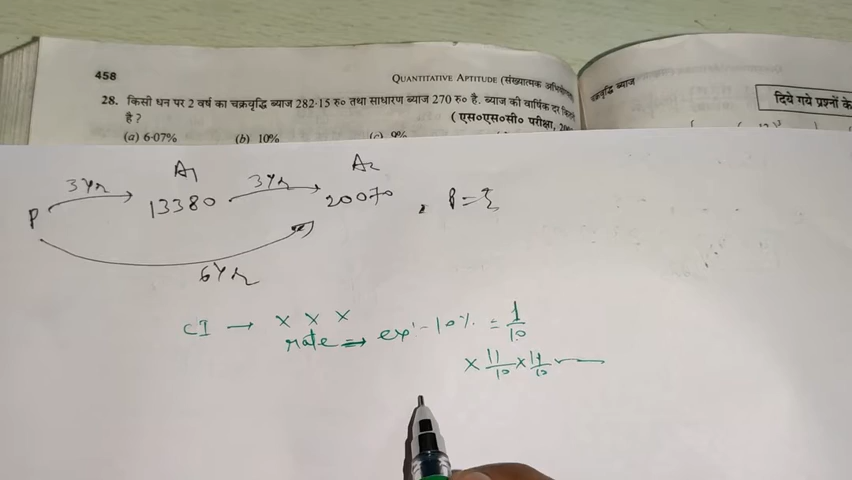 458
QUANTITATIVE APTITUDE (संख्यात्मक
28. किसी धन पर 2 वर्ष का चक्रवृद्धि ब्याज 282·15 रु० तथा साधारण ब्याज 270 रु० है. ब्याज की वार्षिक दर
है ?
(एस०एस०सी० परीक्षा,
(a) 6·07% (b) 10% (c) 9%
चक्रवृद्धि ब्याज
दिये गये प्रश्नों के
A1 A2
3yr 3yr
P 13380 20070, P=?
6yr
CI → × × ×
rate → ex' - 10% = 1/10
× 11/10 × 11/10